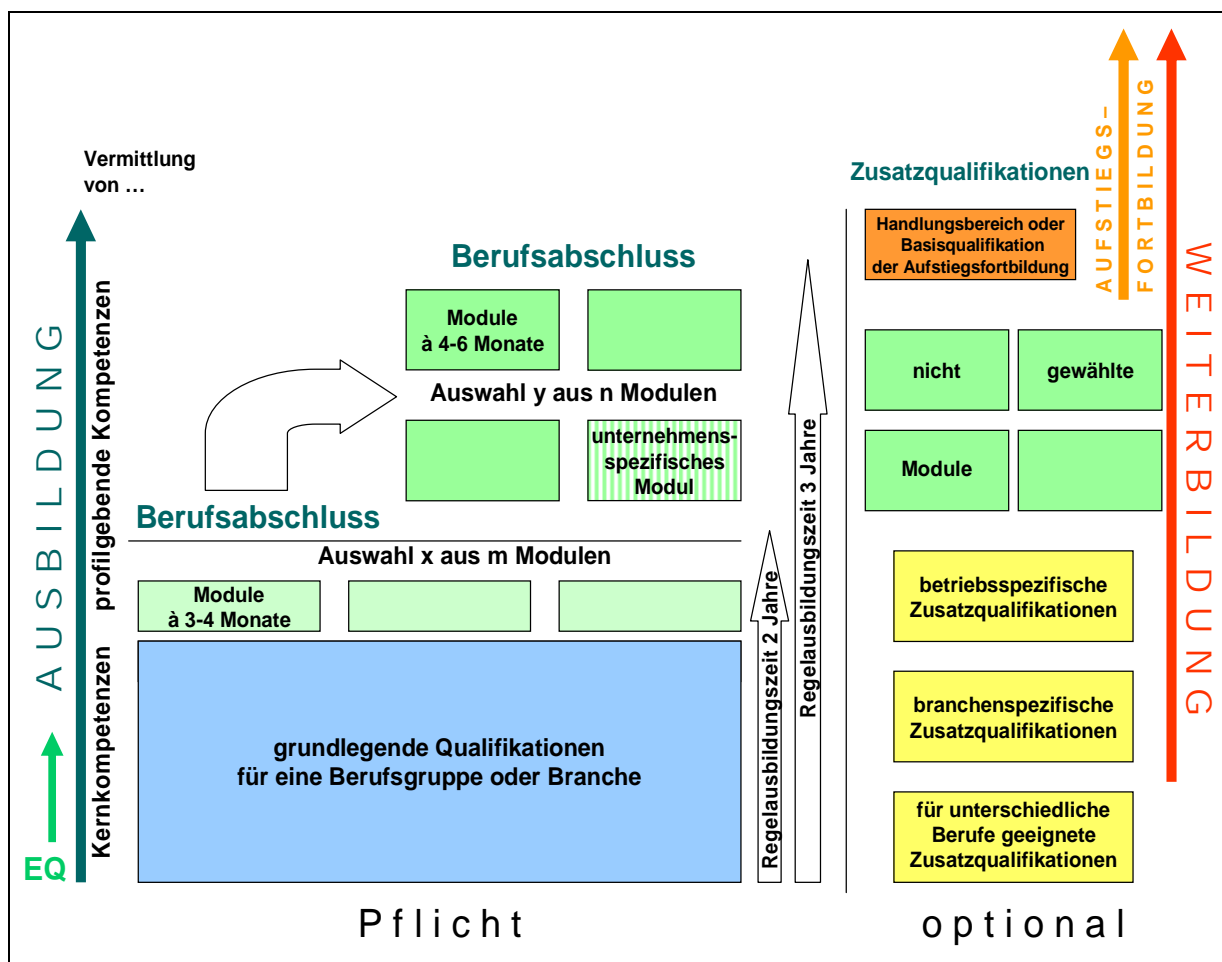 Vermittlung
von …
AUSBILDUNG
EQ
profilgebende Kompetenzen
Kernkompetenzen
Berufsabschluss
Module
à 4-6 Monate
Auswahl y aus n Modulen
unternehmens-
spezifisches
Modul
Berufsabschluss
Auswahl x aus m Modulen
Module
à 3-4 Monate
grundlegende Qualifikationen
für eine Berufsgruppe oder Branche
Regelausbildungszeit 2 Jahre
Regelausbildungszeit 3 Jahre
Zusatzqualifikationen
Handlungsbereich oder
Basisqualifikation
der Aufstiegsfortbildung
nicht
gewählte
Module
betriebsspezifische
Zusatzqualifikationen
branchenspezifische
Zusatzqualifikationen
für unterschiedliche
Berufe geeignete
Zusatzqualifikationen
AUFSTIEGS–
FORTBILDUNG
WEITERBILDUNG
Pflicht
optional